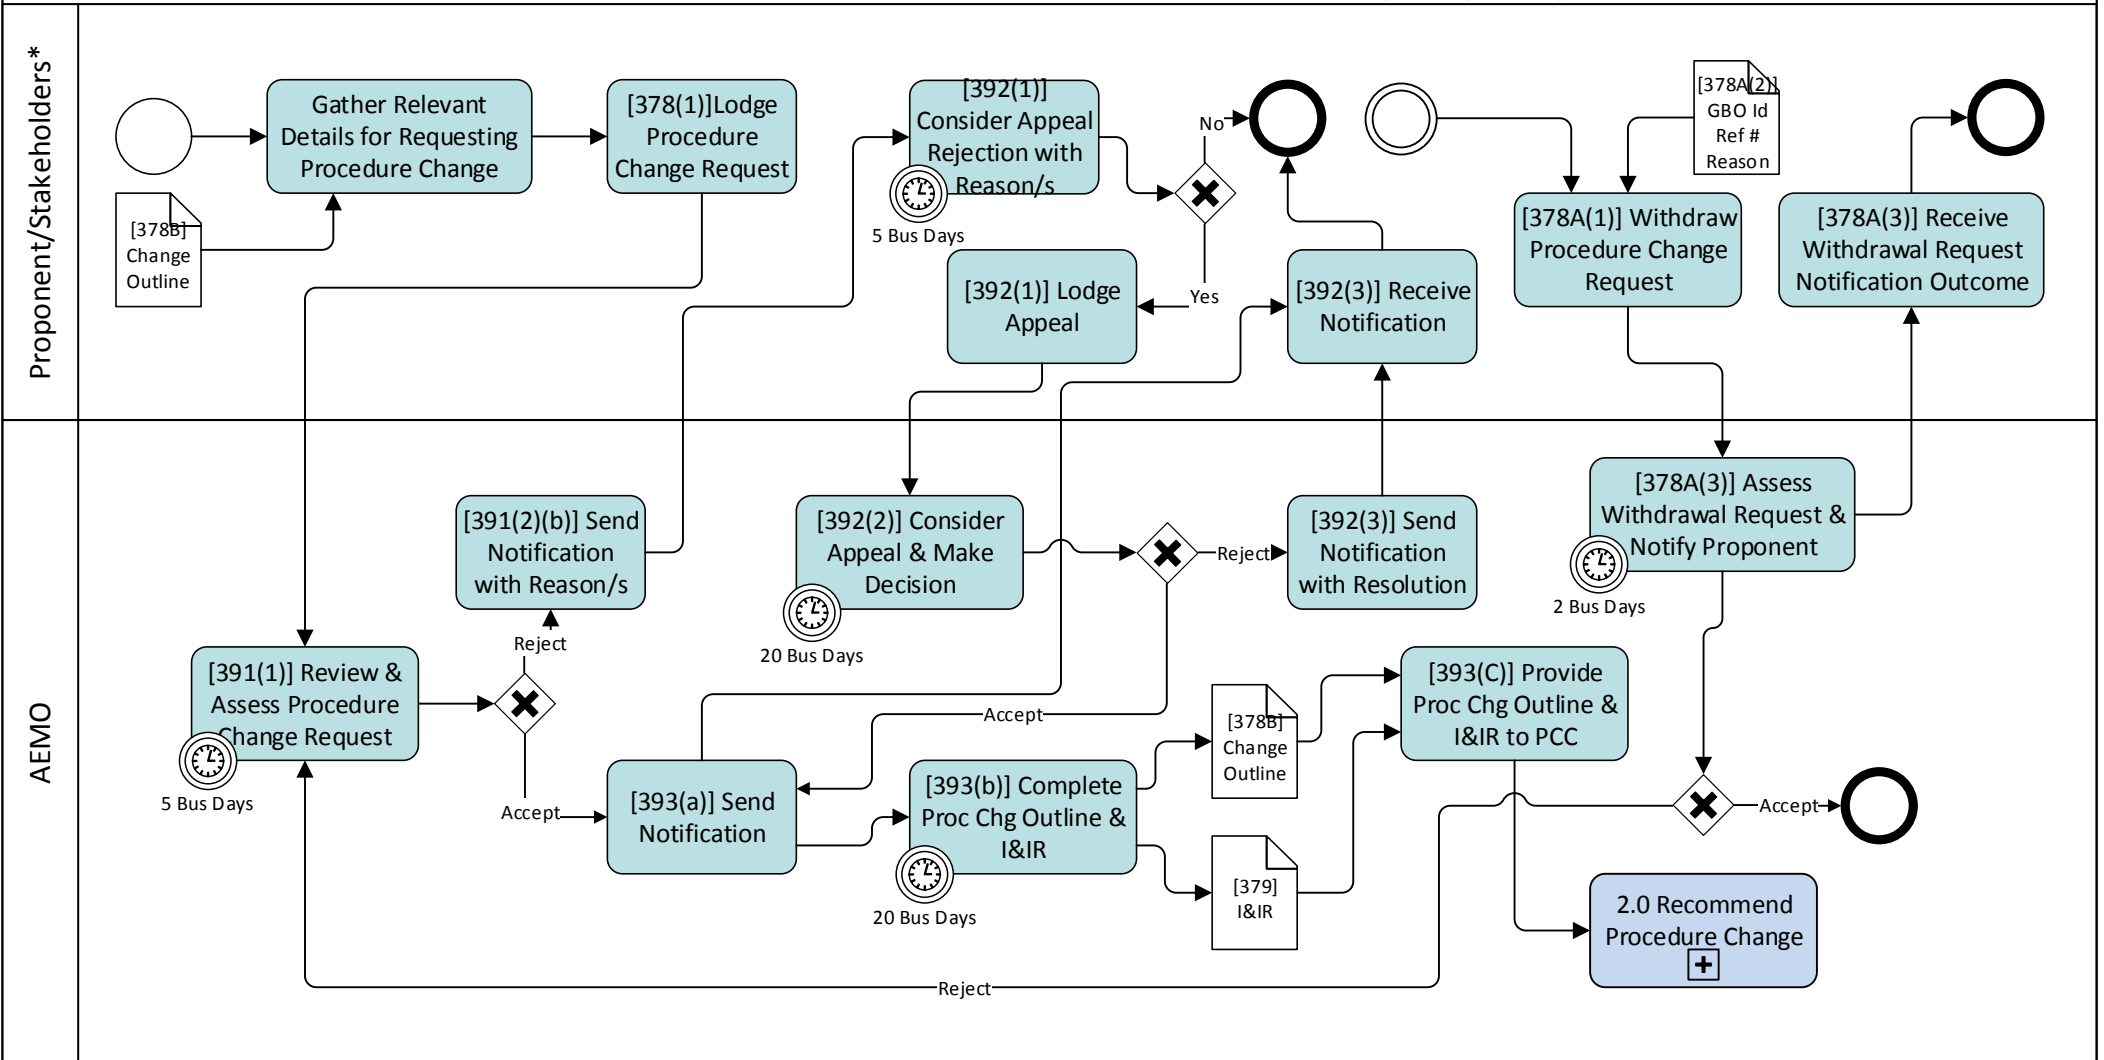 Proponent/Stakeholders*
Gather Relevant
Details for Requesting
Procedure Change
[378B]
Change
Outline
[378(1)]Lodge
Procedure
Change Request
[392(1)]
Consider Appeal
Rejection with
Reason/s
5 Bus Days
No
Yes
[392(1)] Lodge
Appeal
[392(3)] Receive
Notification
[378A(2)]
GBO Id
Ref #
Reason
[378A(1)] Withdraw
Procedure Change
Request
[378A(3)] Receive
Withdrawal Request
Notification Outcome
AEMO
[391(1)] Review &
Assess Procedure
Change Request
5 Bus Days
Reject
Accept
[391(2)(b)] Send
Notification
with Reason/s
[392(2)] Consider
Appeal & Make
Decision
20 Bus Days
Reject
Accept
[392(3)] Send
Notification
with Resolution
[378A(3)] Assess
Withdrawal Request &
Notify Proponent
2 Bus Days
[393(a)] Send
Notification
[393(b)] Complete
Proc Chg Outline &
I&IR
20 Bus Days
[378B]
Change
Outline
[379]
I&IR
[393(C)] Provide
Proc Chg Outline &
I&IR to PCC
Accept
Reject
2.0 Recommend
Procedure Change